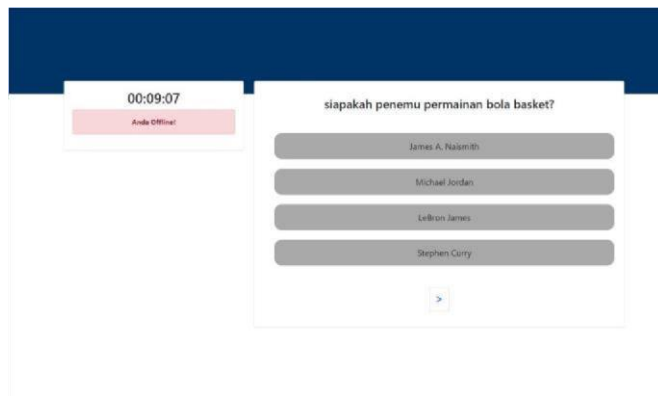 00:09:07
Anda Offline!
siapakah penemu permainan bola basket?
James A. Naismith
Michael Jordan
LeBron James
Stephen Curry
>